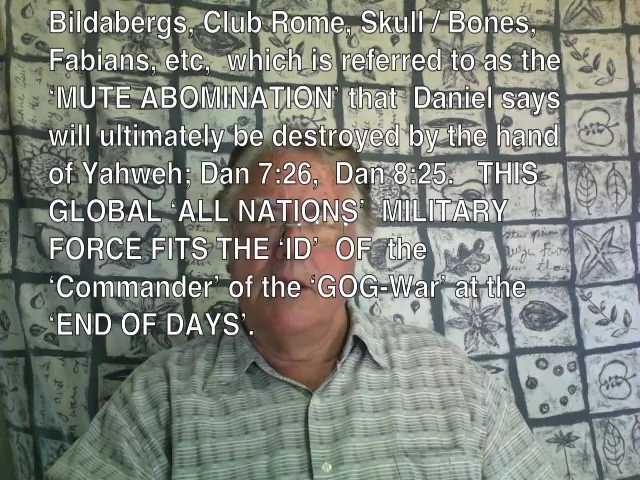 Bildabergs, Club Rome, Skull / Bones,
Fabians, etc,  which is referred to as the
‘MUTE ABOMINATION’ that  Daniel says
will ultimately be destroyed by the hand
of Yahweh; Dan 7:26,  Dan 8:25.   THIS
GLOBAL ‘ALL NATIONS’  MILITARY
FORCE FITS THE ‘ID’  OF  the
‘Commander’ of the ‘GOG-War’ at the
‘END OF DAYS’.